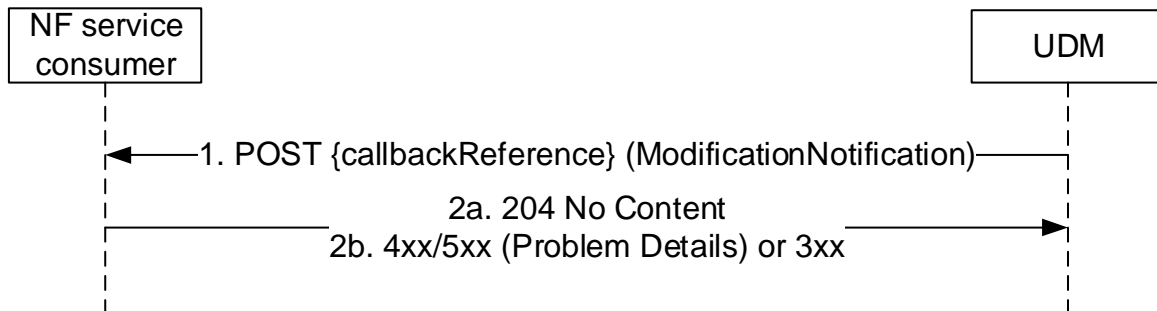 NF service
consumer
UDM
1. POST {callbackReference} (ModificationNotification)
2a. 204 No Content
2b. 4xx/5xx (Problem Details) or 3xx